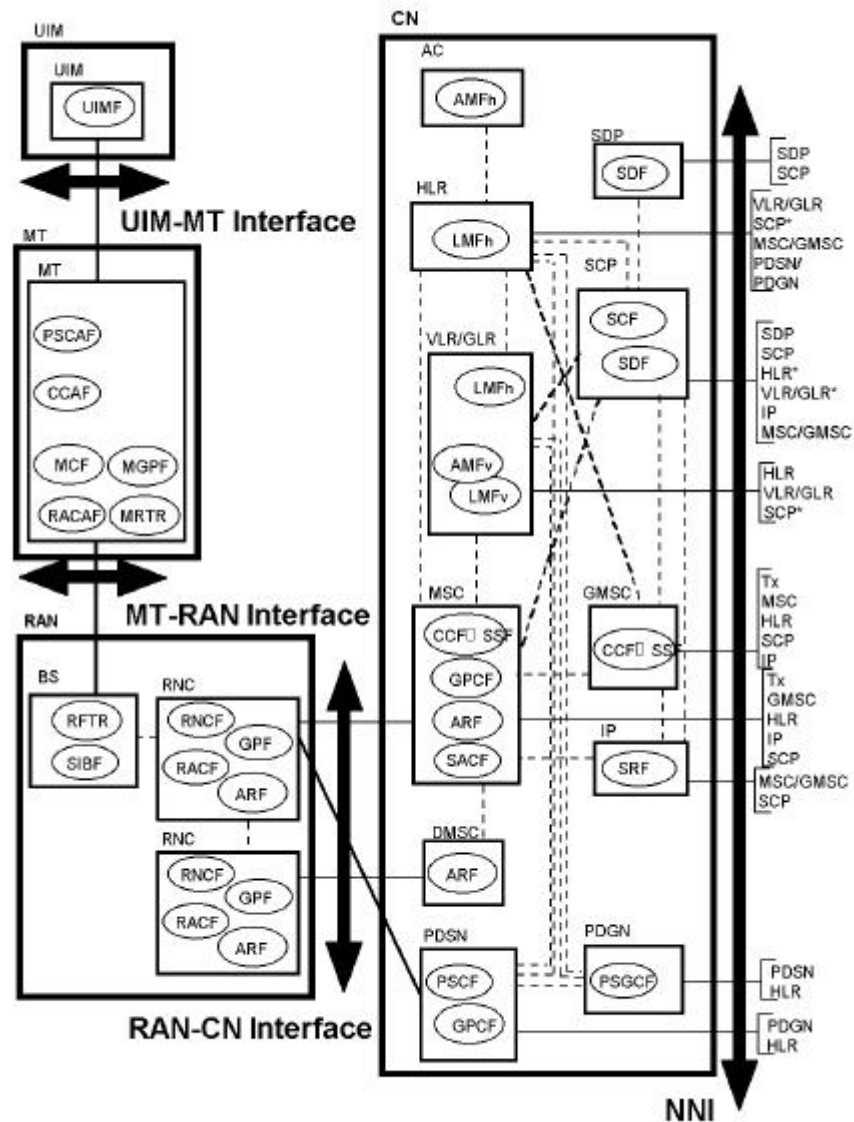 UIM
UIM
UIMF
UIM-MT Interface
MT
MT
PSCAF
CCAF
MCF
MGPF
RACAF
MRTR
MT-RAN Interface
RAN
BS
RFTR
SIBF
RNC
RNCF
GPF
RACF
ARF
RNC
RNCF
GPF
RACF
ARF
RAN-CN Interface
CN
AC
AMFh
SDP
SDF
HLR
LMFh
SCP
SCF
SDF
VLR/GLR
LMFh
AMFv
LMFv
MSC
CCF□ SSF
GPCF
ARF
SACF
GMSC
CCF□ SSF
IP
SRF
DMSC
ARF
PDSN
PSCF
GPCF
PDGN
PSGCF
SDP
SCP
VLR/GLR
SCP*
MSC/GMSC
PDSN/
PDGN
SDP
SCP
HLR*
VLR/GLR*
IP
MSC/GMSC
HLR
VLR/GLR
SCP*
Tx
MSC
HLR
SCP
IP
Tx
GMSC
HLR
IP
SCP
MSC/GMSC
SCP
PDSN
HLR
PDGN
HLR
NNI